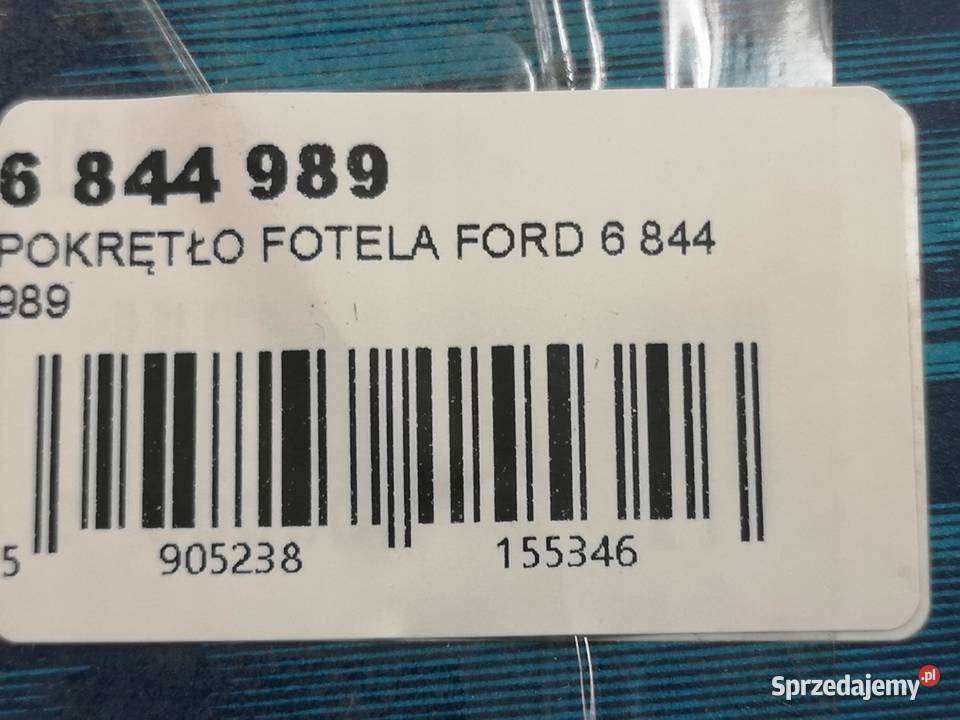 6 844 989
POKRĘTŁO FOTELA FORD 6 844
989
5 905238 155346
Sprzedajemy.pl